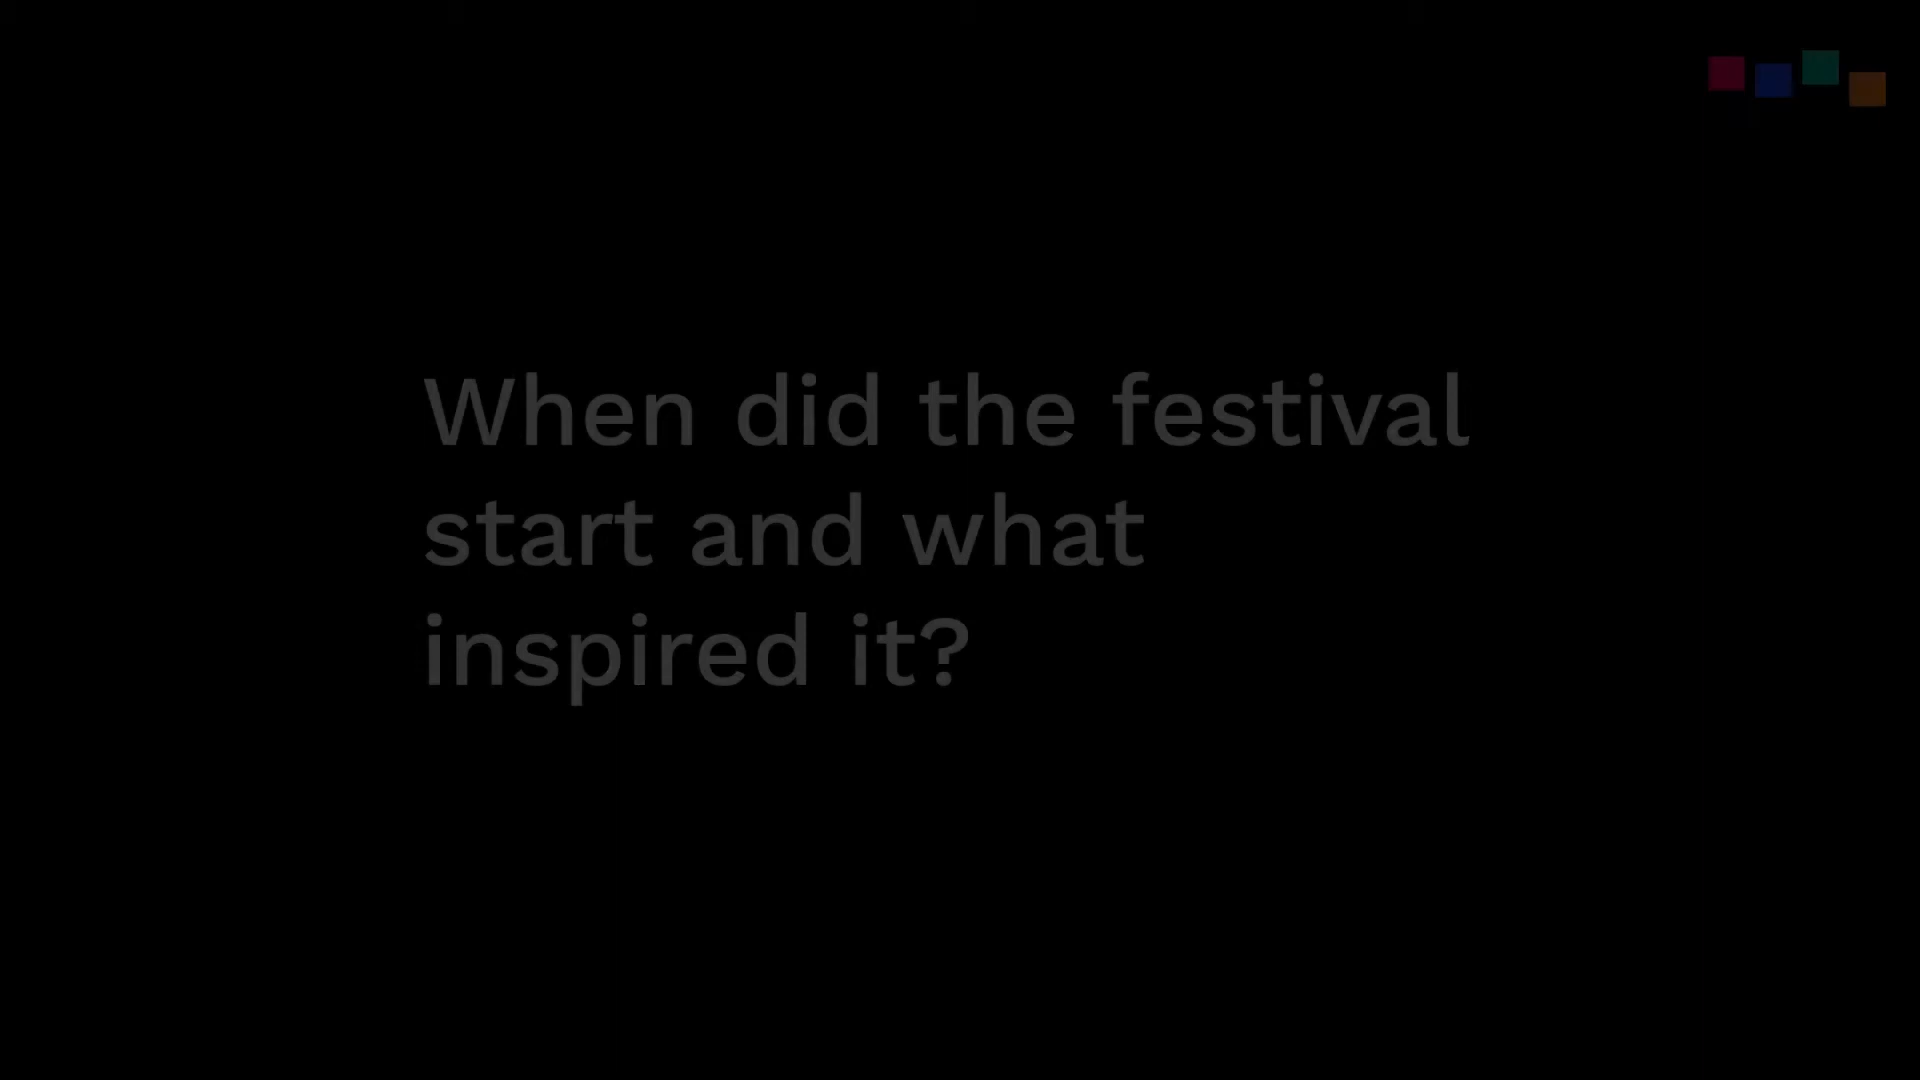 When did the festival
start and what
inspired it?